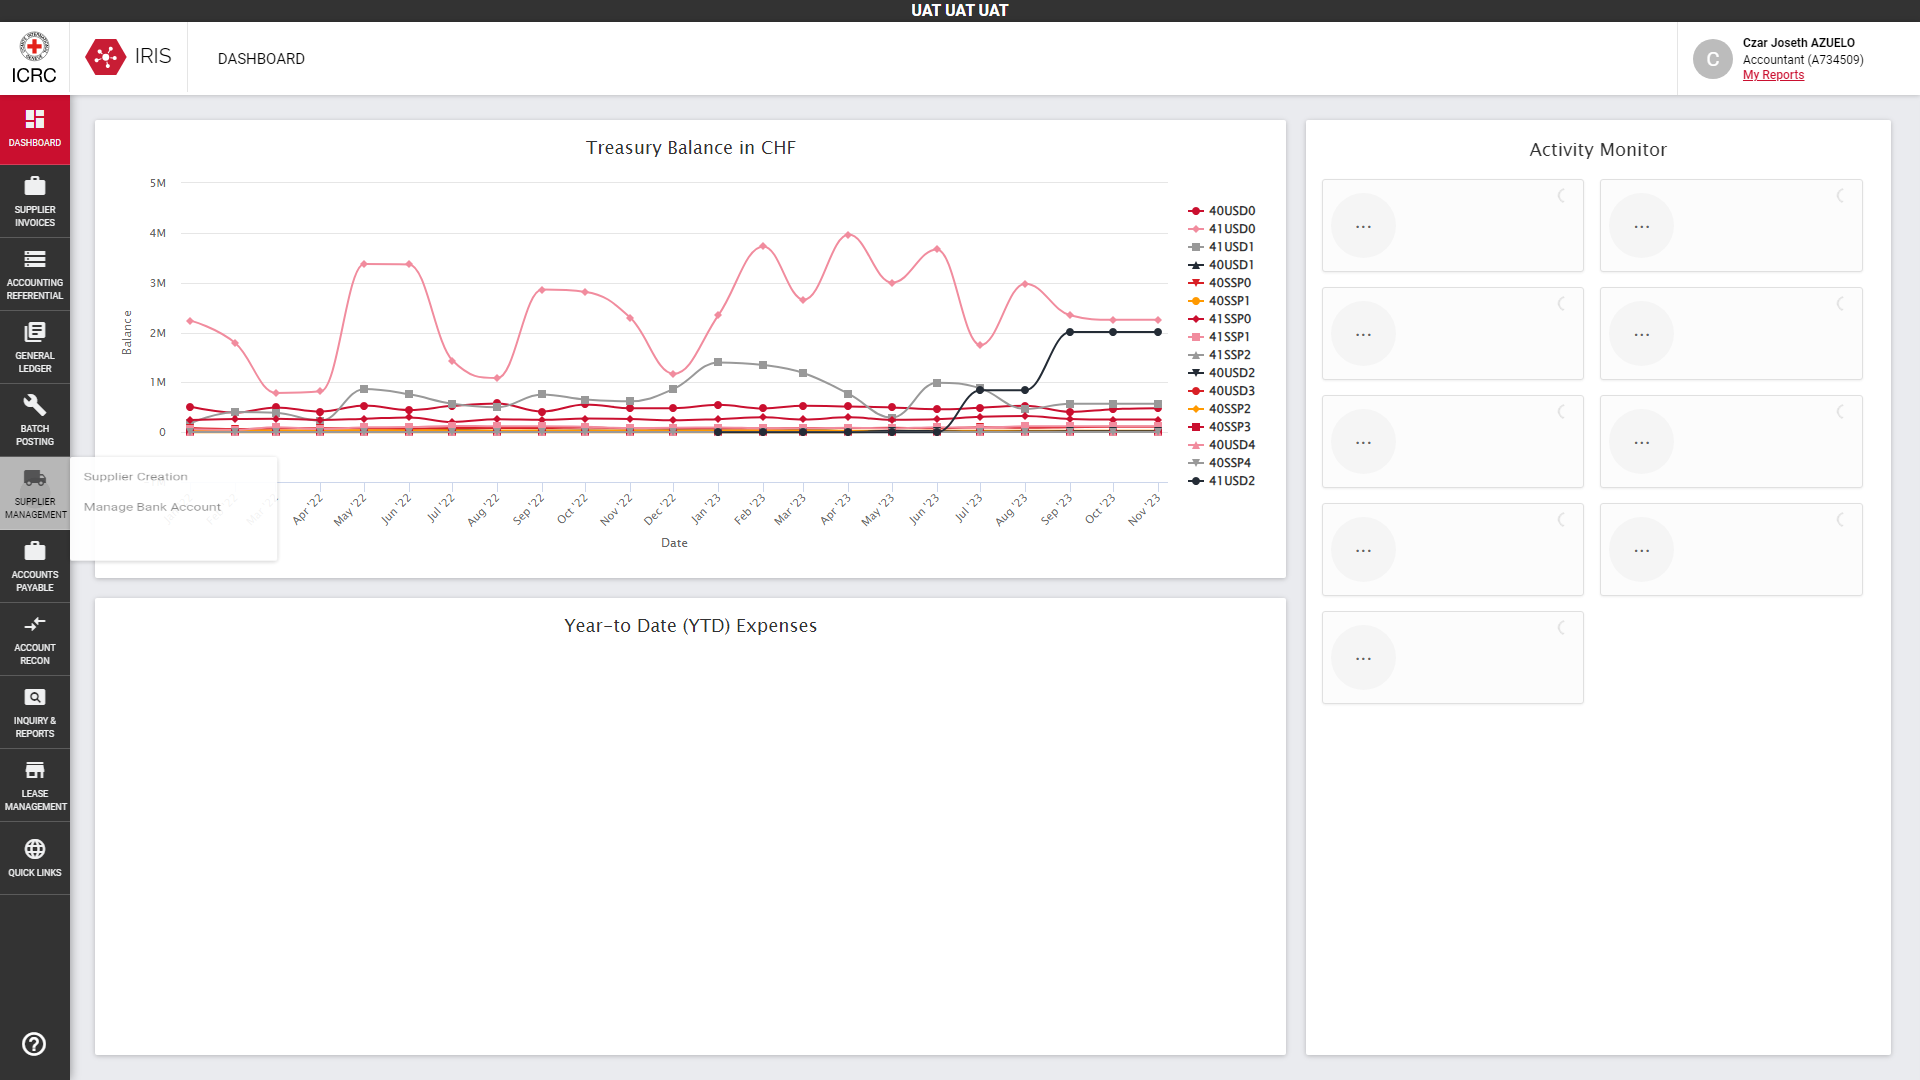 UAT UAT UAT
ICRC
IRIS
DASHBOARD
C
Czar Joseth AZUELO
Accountant (A734509)
My Reports
DASHBOARD
SUPPLIER
INVOICES
ACCOUNTING
REFERENTIAL
GENERAL
LEDGER
BATCH
POSTING
SUPPLIER
MANAGEMENT
ACCOUNTS
PAYABLE
ACCOUNT
RECON
INQUIRY &
REPORTS
LEASE
MANAGEMENT
QUICK LINKS
Supplier Creation
Manage Bank Account
Treasury Balance in CHF
Balance
5M
4M
3M
2M
1M
0
Apr '22
May '22
Jun '22
Jul '22
Aug '22
Sep '22
Oct '22
Nov '22
Dec '22
Jan '23
Feb '23
Mar '23
Apr '23
May '23
Jun '23
Jul '23
Aug '23
Sep '23
Oct '23
Nov '23
Date
40USD0
41USD0
41USD1
40USD1
40SSP0
40SSP1
41SSP0
41SSP1
41SSP2
40USD2
40USD3
40SSP2
40SSP3
40USD4
40SSP4
41USD2
Year-to Date (YTD) Expenses
Activity Monitor
...
...
...
...
...
...
...
...
...